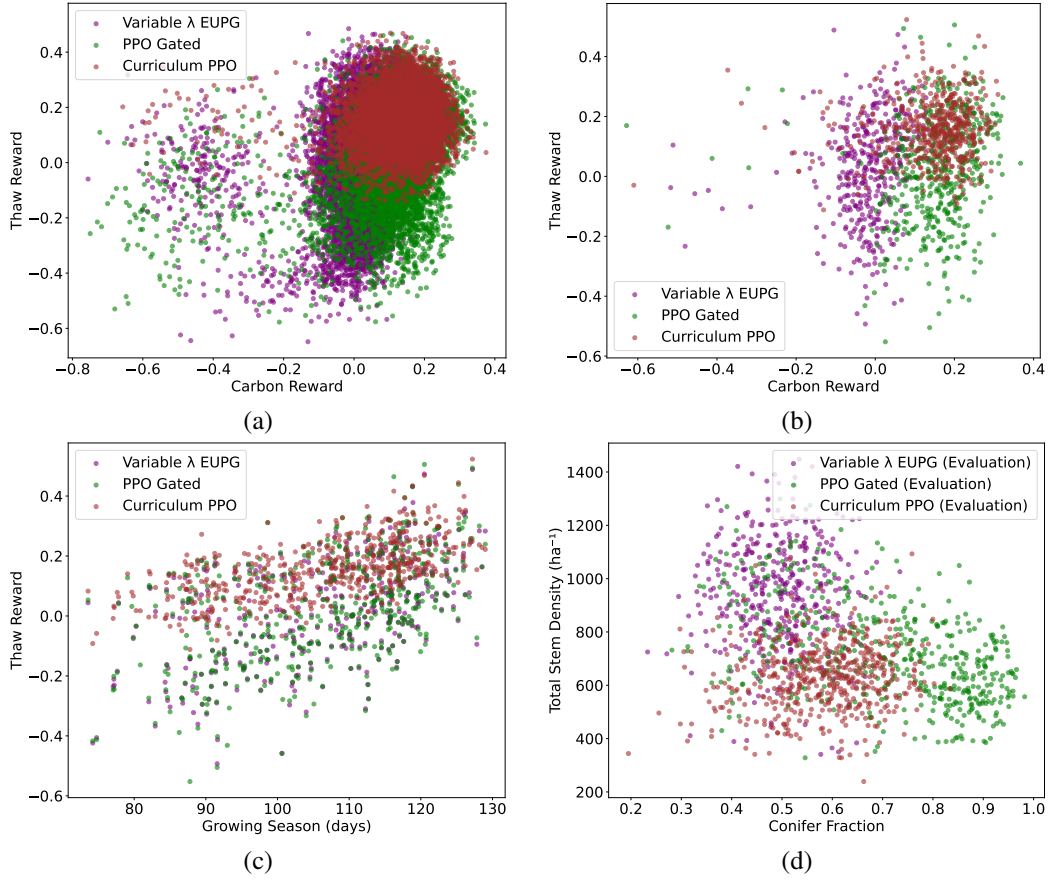 Variable λ EUPG
PPO Gated
Curriculum PPO
0.4
0.2
0.0
−0.2
−0.4
−0.6
Thaw Reward
−0.8
−0.6
−0.4
−0.2
0.0
0.2
0.4
Carbon Reward
(a)
0.4
0.2
0.0
−0.2
−0.4
−0.6
Thaw Reward
Variable λ EUPG
PPO Gated
Curriculum PPO
−0.6
−0.4
−0.2
0.0
0.2
0.4
Carbon Reward
(b)
Variable λ EUPG
PPO Gated
Curriculum PPO
0.4
0.2
0.0
−0.2
−0.4
−0.6
Thaw Reward
80
90
100
110
120
130
Growing Season (days)
(c)
Variable λ EUPG (Evaluation)
PPO Gated (Evaluation)
Curriculum PPO (Evaluation)
1400
1200
1000
800
600
400
200
Total Stem Density (ha⁻¹)
0.2
0.3
0.4
0.5
0.6
0.7
0.8
0.9
1.0
Conifer Fraction
(d)